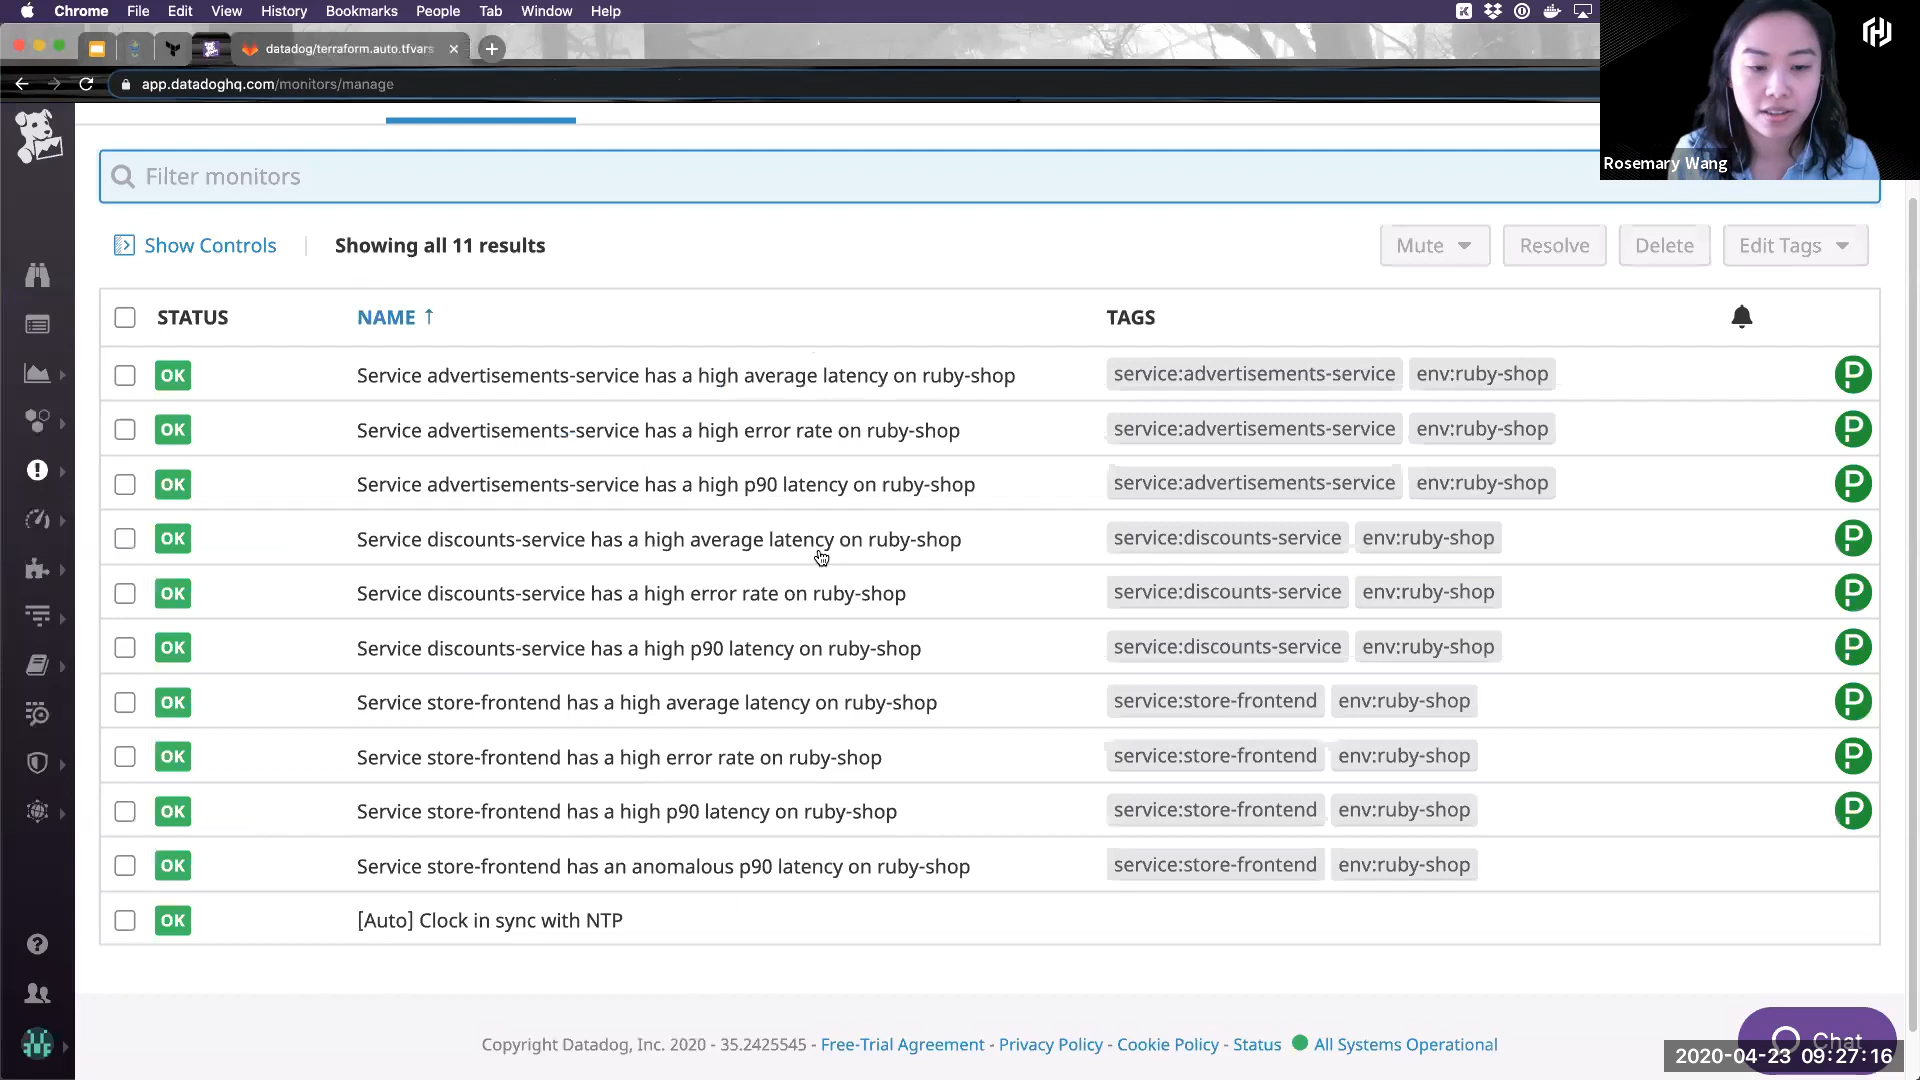 Chrome File Edit View History Bookmarks People Tab Window Help
datadog/terraform.auto.tfvars
app.datadoghq.com/monitors/manage
Rosemary Wang
Filter monitors
Show Controls Showing all 11 results Mute Resolve Delete Edit Tags
STATUS NAME ↑ TAGS
OK Service advertisements-service has a high average latency on ruby-shop service:advertisements-service env:ruby-shop
OK Service advertisements-service has a high error rate on ruby-shop service:advertisements-service env:ruby-shop
OK Service advertisements-service has a high p90 latency on ruby-shop service:advertisements-service env:ruby-shop
OK Service discounts-service has a high average latency on ruby-shop service:discounts-service env:ruby-shop
OK Service discounts-service has a high error rate on ruby-shop service:discounts-service env:ruby-shop
OK Service discounts-service has a high p90 latency on ruby-shop service:discounts-service env:ruby-shop
OK Service store-frontend has a high average latency on ruby-shop service:store-frontend env:ruby-shop
OK Service store-frontend has a high error rate on ruby-shop service:store-frontend env:ruby-shop
OK Service store-frontend has a high p90 latency on ruby-shop service:store-frontend env:ruby-shop
OK Service store-frontend has an anomalous p90 latency on ruby-shop service:store-frontend env:ruby-shop
OK [Auto] Clock in sync with NTP
Copyright Datadog, Inc. 2020 - 35.2425545 - Free-Trial Agreement - Privacy Policy - Cookie Policy - Status All Systems Operational
Chat
2020-04-23 09:27:16